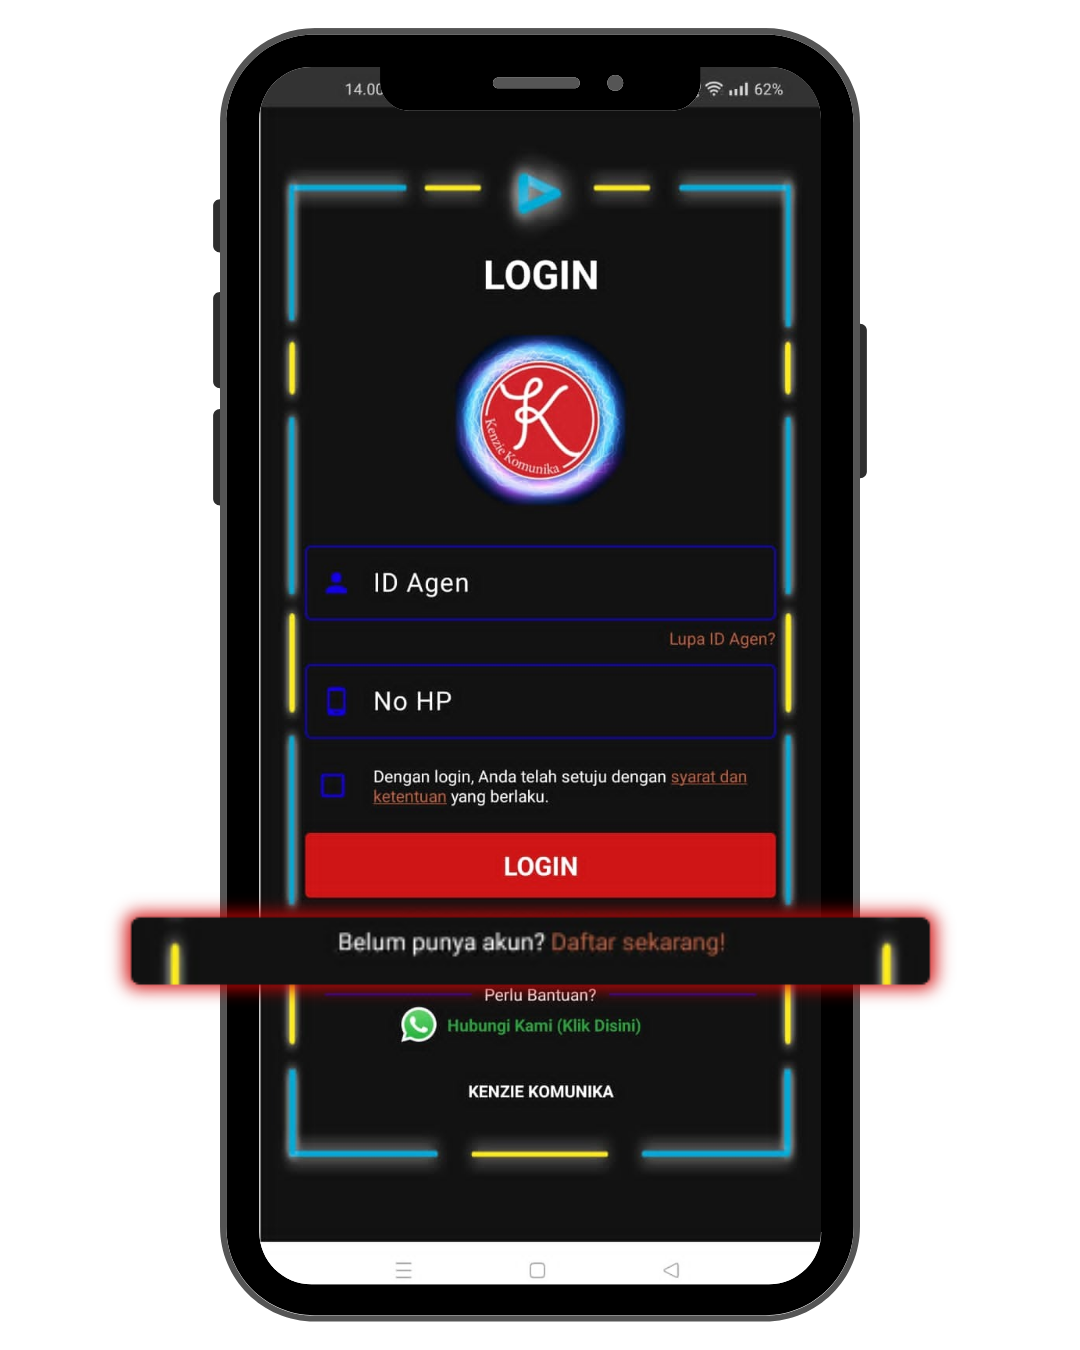 14.00
62%
LOGIN
Kenzie Komunika
ID Agen
Lupa ID Agen?
No HP
Dengan login, Anda telah setuju dengan syarat dan
ketentuan yang berlaku.
LOGIN
Belum punya akun? Daftar sekarang!
Perlu Bantuan?
Hubungi Kami (Klik Disini)
KENZIE KOMUNIKA